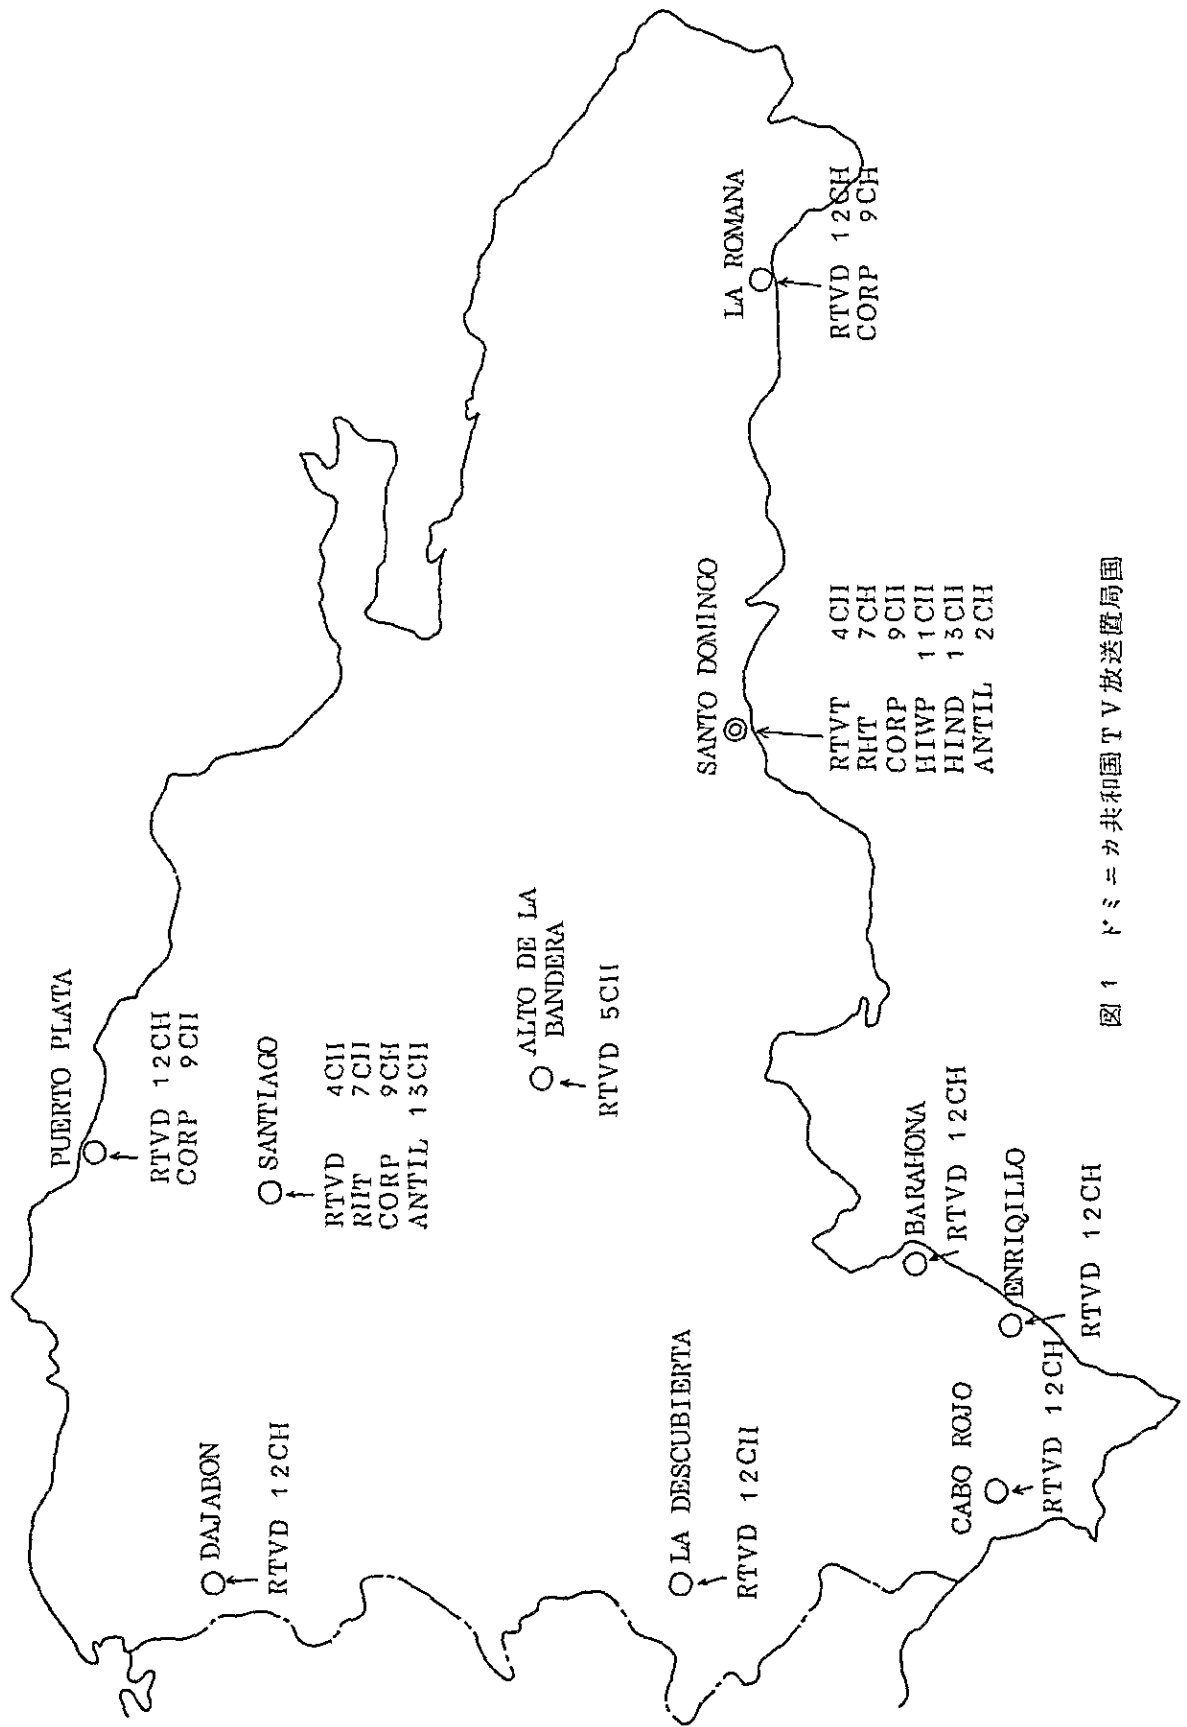 PUERTO PLATA
RTVD 12CH
CORP 9CH
SANTIAGO
RTVD 4CH
RHT 7CH
CORP 9CH
ANTIL 13CH
DAJABON
RTVD 12CH
ALTO DE LA
BANDERA
RTVD 5CH
LA DESCUBIERTA
RTVD 12CH
SANTO DOMINGO
RTVT 4CH
RHT 7CH
CORP 9CH
HIWP 11CH
HIND 13CH
ANTIL 2CH
LA ROMANA
RTVD 12CH
CORP 9CH
BARAHONA
RTVD 12CH
ENRIQILLO
RTVD 12CH
CABO ROJO
RTVD 12CH
図1 ドミニカ共和国TV放送置局国